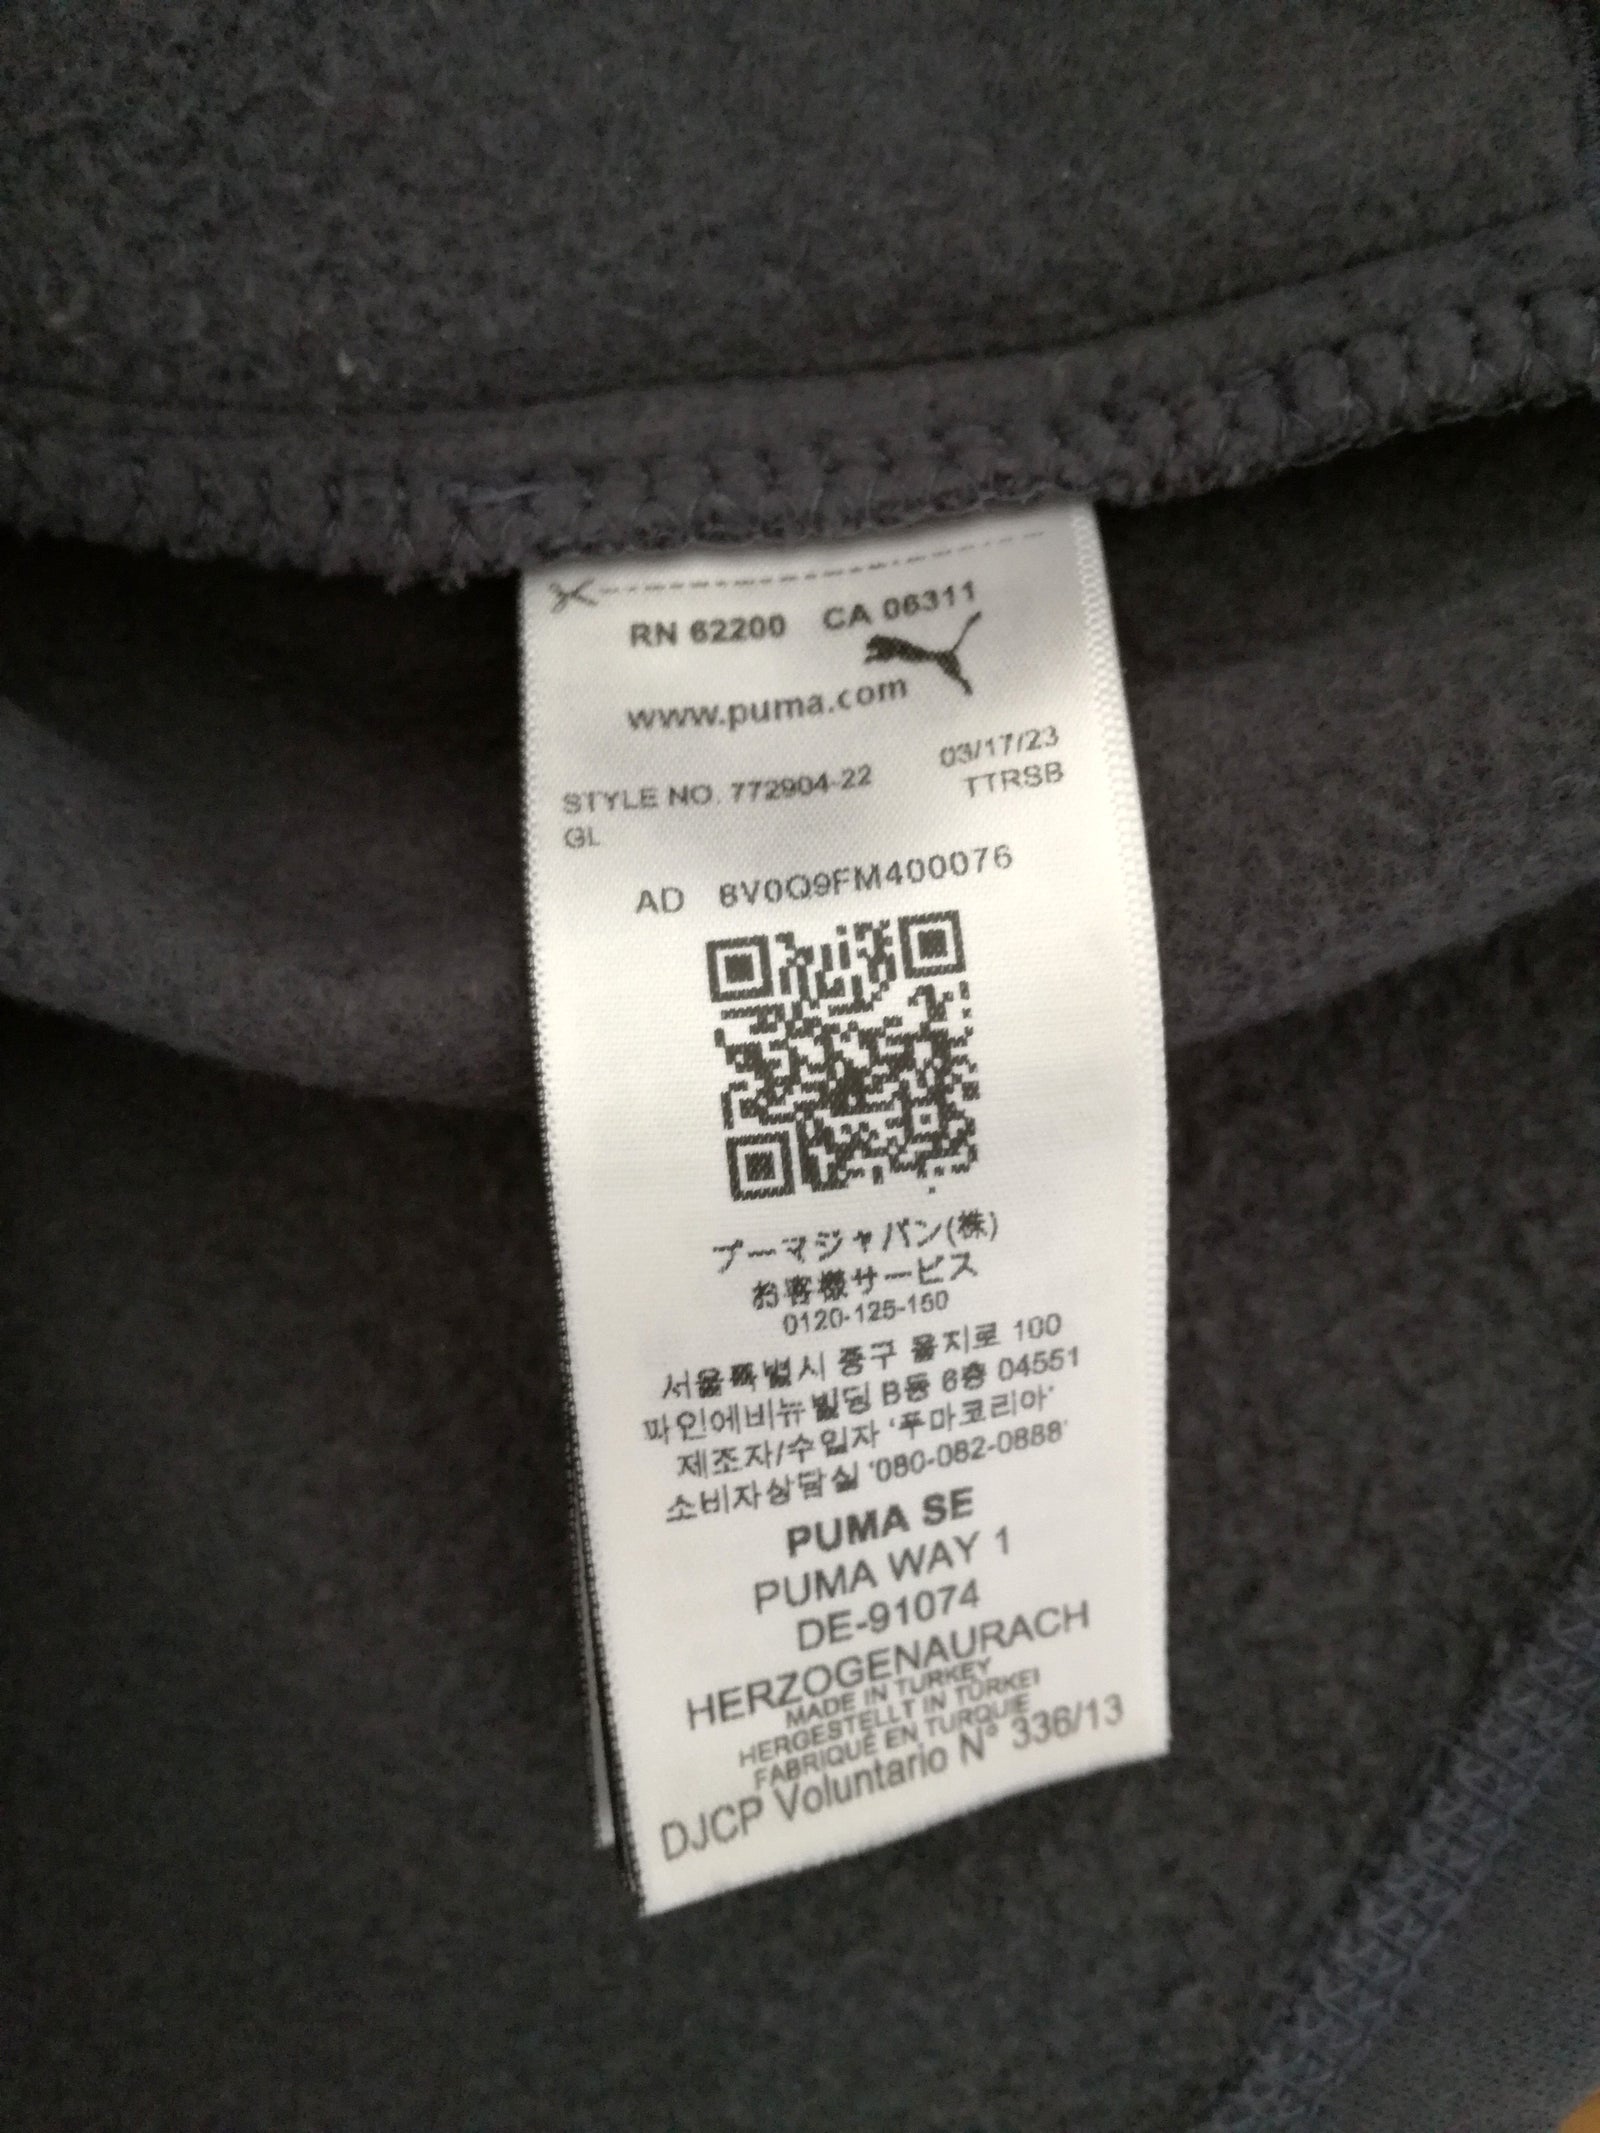 RN 62200 CA 06311
www.puma.com
03/17/23
STYLE NO. 772904-22 TTRSB
GL
AD 8V0Q9FM400076
プーマジャパン(株)
お客様サービス
0120-125-150
서울특별시 중구 을지로 100
파인에비뉴빌딩 B동 6층 04551
제조자/수입자 '푸마코리아'
소비자상담실 '080-082-0888'
PUMA SE
PUMA WAY 1
DE-91074
HERZOGENAURACH
MADE IN TURKEY
HERGESTELLT IN TÜRKEI
FABRIQUÉ EN TURQUIE
DJCP Voluntario N° 336/13